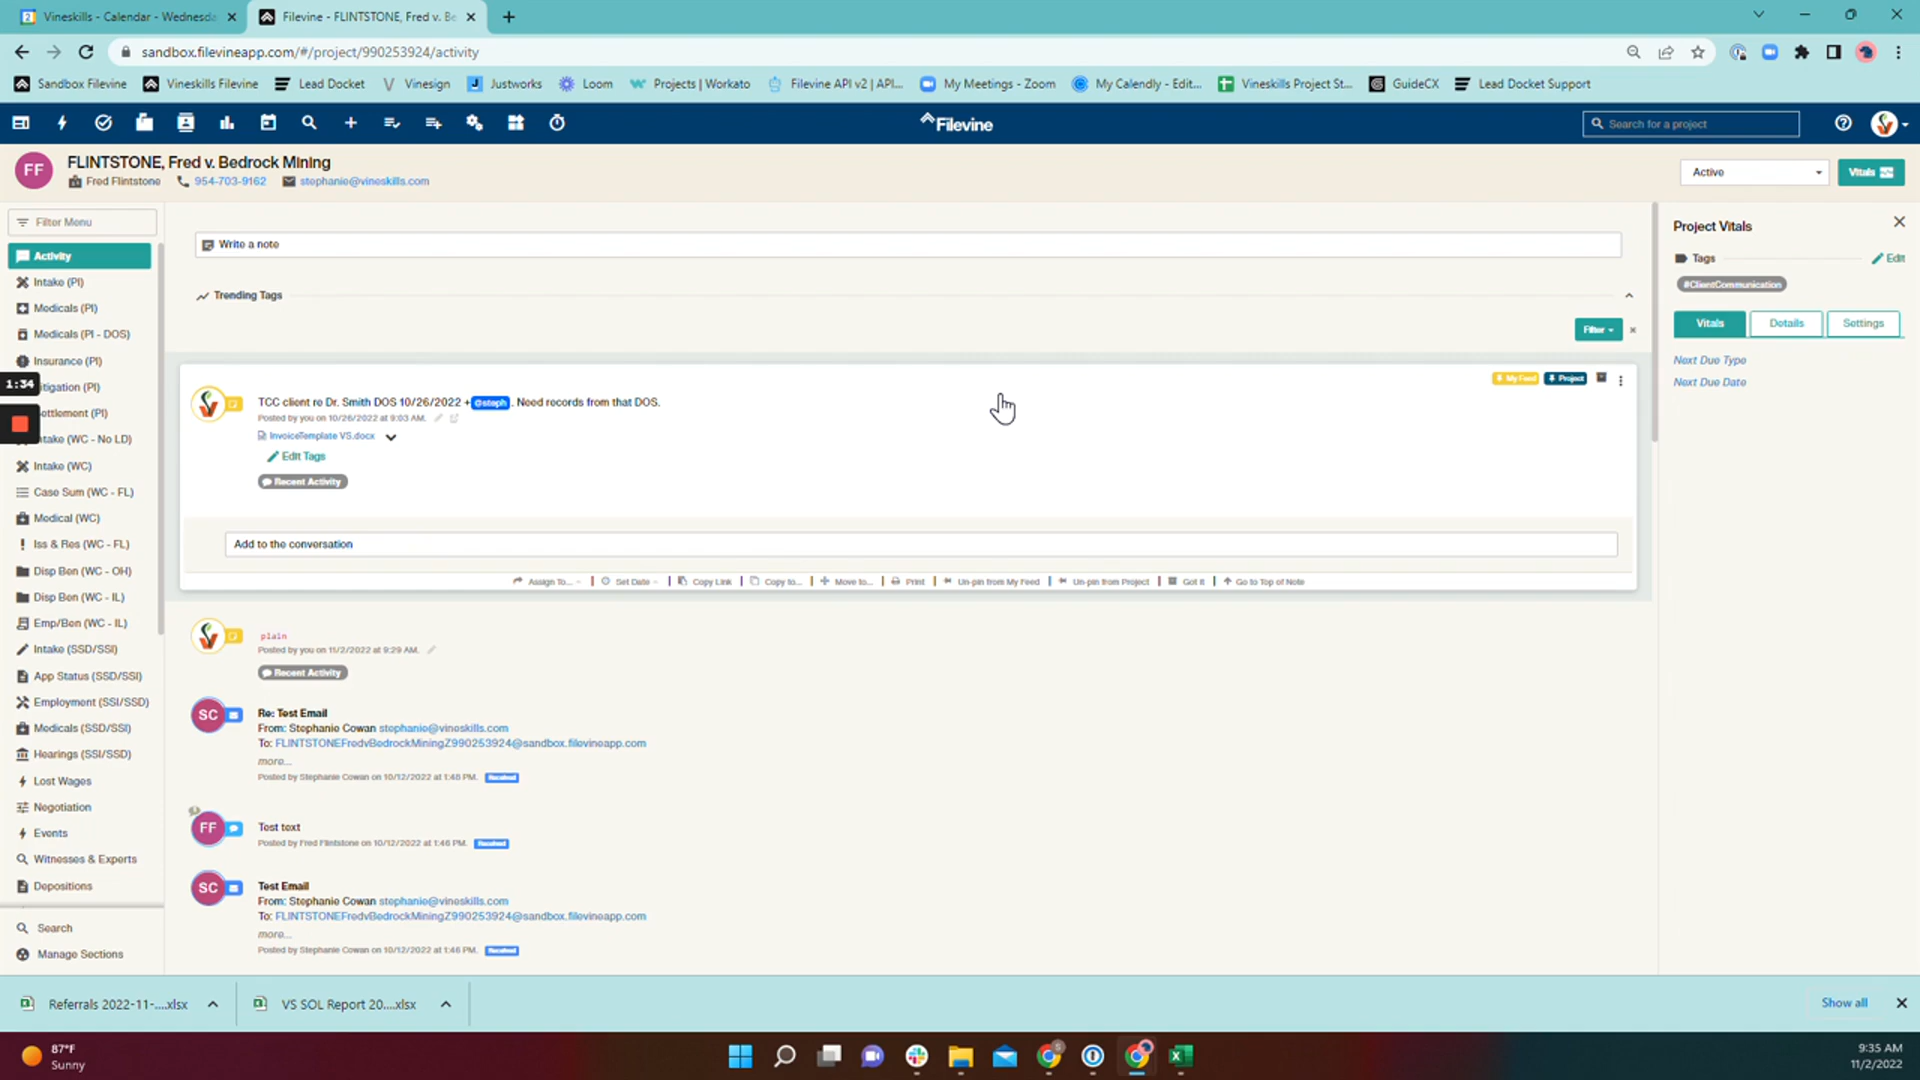 Vineskills - Calendar - Wednesda
Filevine - FLINTSTONE, Fred v. Be
sandbox.filevineapp.com/#/project/990253924/activity
Sandbox Filevine
Vineskills Filevine
Lead Docket
Vinesign
Justworks
Loom
Projects | Workato
Filevine API v2 | API...
My Meetings - Zoom
My Calendly - Edit...
Vineskills Project St...
GuideCX
Lead Docket Support
Filevine
Search for a project
FF
FLINTSTONE, Fred v. Bedrock Mining
Fred Flintstone
954-703-9162
stephanie@vineskills.com
Active
Vitals
Filter Menu
Activity
Intake (PI)
Medicals (PI)
Medicals (PI - DOS)
Insurance (PI)
1:34
itigation (PI)
ettlement (PI)
take (WC - No LD)
Intake (WC)
Case Sum (WC - FL)
Medical (WC)
Iss & Res (WC - FL)
Disp Ben (WC - OH)
Disp Ben (WC - IL)
Emp/Ben (WC - IL)
Intake (SSD/SSI)
App Status (SSD/SSI)
Employment (SSI/SSD)
Medicals (SSD/SSI)
Hearings (SSI/SSD)
Lost Wages
Negotiation
Events
Witnesses & Experts
Depositions
Search
Manage Sections
Write a note
Trending Tags
Filter
My Feed
Project
TCC client re Dr. Smith DOS 10/26/2022 + @steph . Need records from that DOS.
Posted by you on 10/26/2022 at 9:03 AM.
InvoiceTemplate VS.docx
Edit Tags
Recent Activity
Add to the conversation
Assign To...
Set Date
Copy Link
Copy to...
Move to...
Print
Un-pin from My Feed
Un-pin from Project
Got it
Go to Top of Note
plain
Posted by you on 11/2/2022 at 9:29 AM.
Recent Activity
SC
Re: Test Email
From: Stephanie Cowan stephanie@vineskills.com
To: FLINTSTONEFredvBedrockMiningZ990253924@sandbox.filevineapp.com
more...
Posted by Stephanie Cowan on 10/12/2022 at 1:48 PM. Received
FF
Test text
Posted by Fred Flintstone on 10/12/2022 at 1:46 PM. Received
SC
Test Email
From: Stephanie Cowan stephanie@vineskills.com
To: FLINTSTONEFredvBedrockMiningZ990253924@sandbox.filevineapp.com
more...
Posted by Stephanie Cowan on 10/12/2022 at 1:46 PM. Received
Project Vitals
Tags
Edit
#ClientCommunication
Vitals
Details
Settings
Next Due Type
Next Due Date
Referrals 2022-11-....xlsx
VS SOL Report 20....xlsx
Show all
87°F
Sunny
9:35 AM
11/2/2022